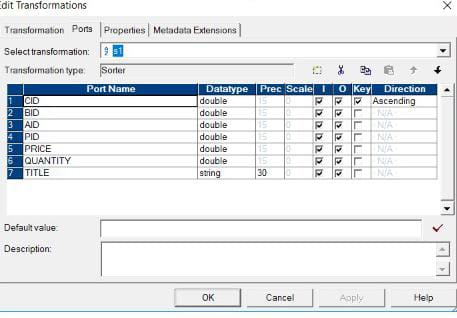 Edit Transformations
Transformation Ports Properties Metadata Extensions
Select transformation: s1
Transformation type: Sorter
Port Name Datatype Prec Scale I O Key Direction
1 CID double 15 0 Ascending
2 BID double 15 0 N/A
3 AID double 15 0 N/A
4 PID double 15 0 N/A
5 PRICE double 15 0 N/A
6 QUANTITY double 15 0 N/A
7 TITLE string 30 0 N/A
Default value:
Description:
OK Cancel Apply Help